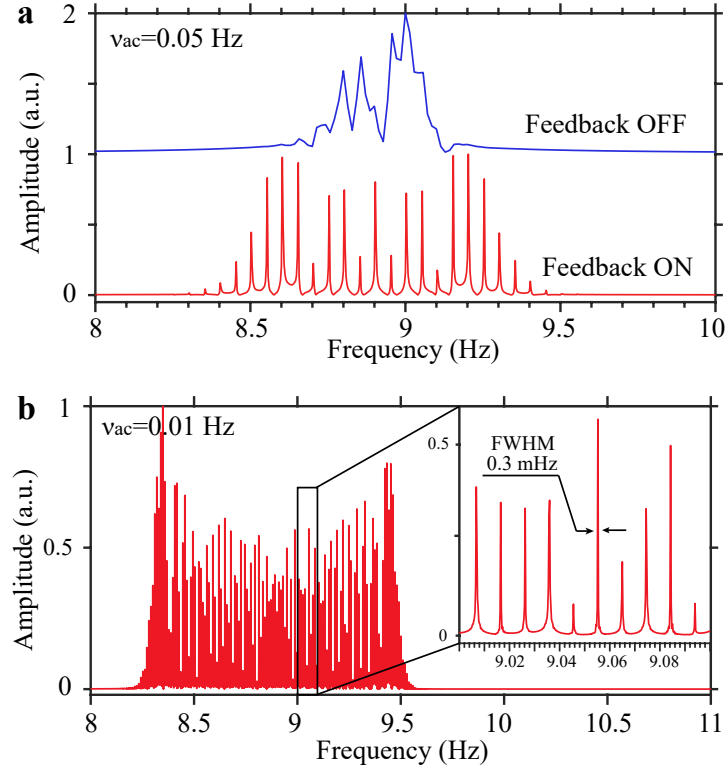 a
νac=0.05 Hz
Feedback OFF
Feedback ON
Amplitude (a.u.)
2
1
0
8 8.5 9 9.5 10
Frequency (Hz)
b
νac=0.01 Hz
Amplitude (a.u.)
1
0.5
0
8 8.5 9 9.5 10 10.5 11
Frequency (Hz)
FWHM
0.3 mHz
0.5
0
9.02 9.04 9.06 9.08